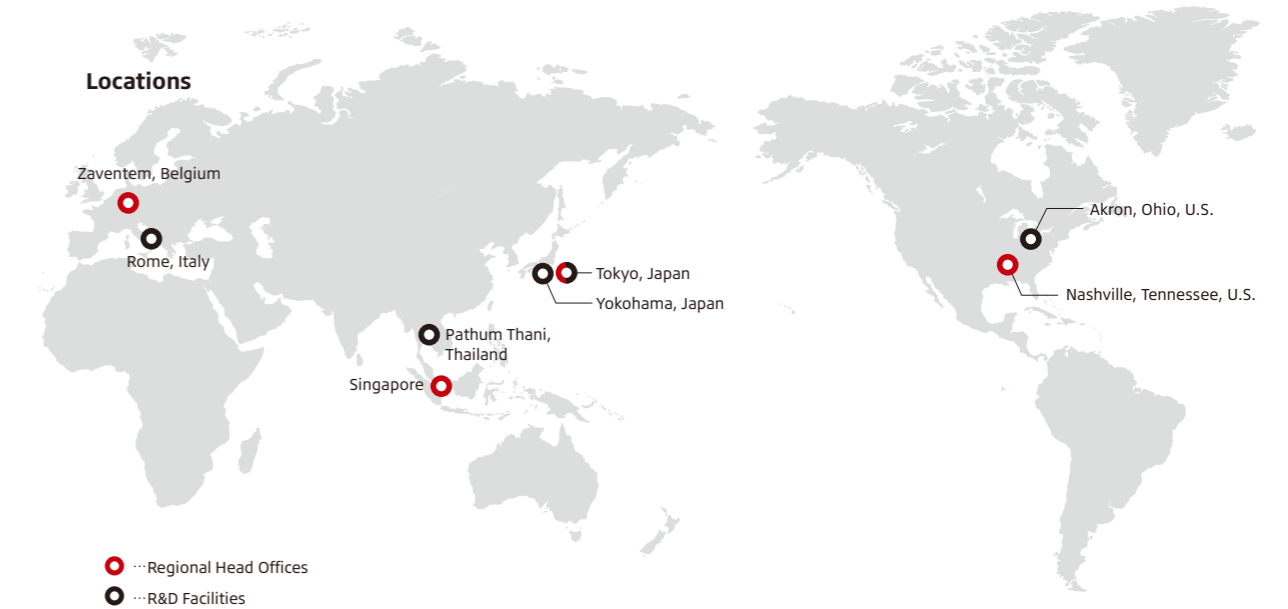 Locations
Zaventem, Belgium
Rome, Italy
Tokyo, Japan
Yokohama, Japan
Pathum Thani,
Thailand
Singapore
Akron, Ohio, U.S.
Nashville, Tennessee, U.S.
···Regional Head Offices
···R&D Facilities